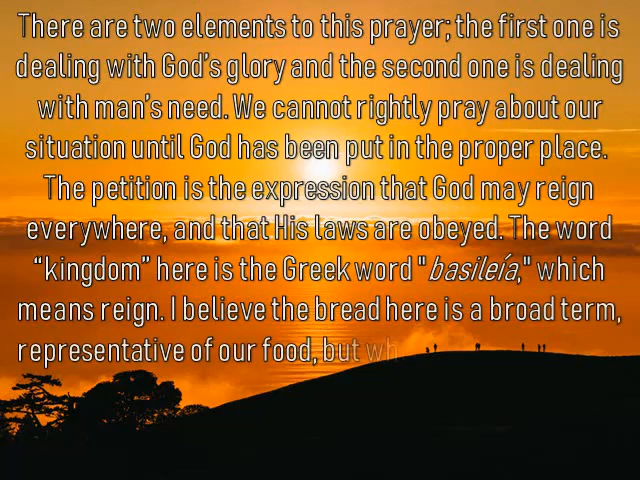 There are two elements to this prayer; the first one is
dealing with God's glory and the second one is dealing
with man's need. We cannot rightly pray about our
situation until God has been put in the proper place.
The petition is the expression that God may reign
everywhere, and that His laws are obeyed. The word
“kingdom” here is the Greek word "basileía," which
means reign. I believe the bread here is a broad term,
representative of our food, but wh